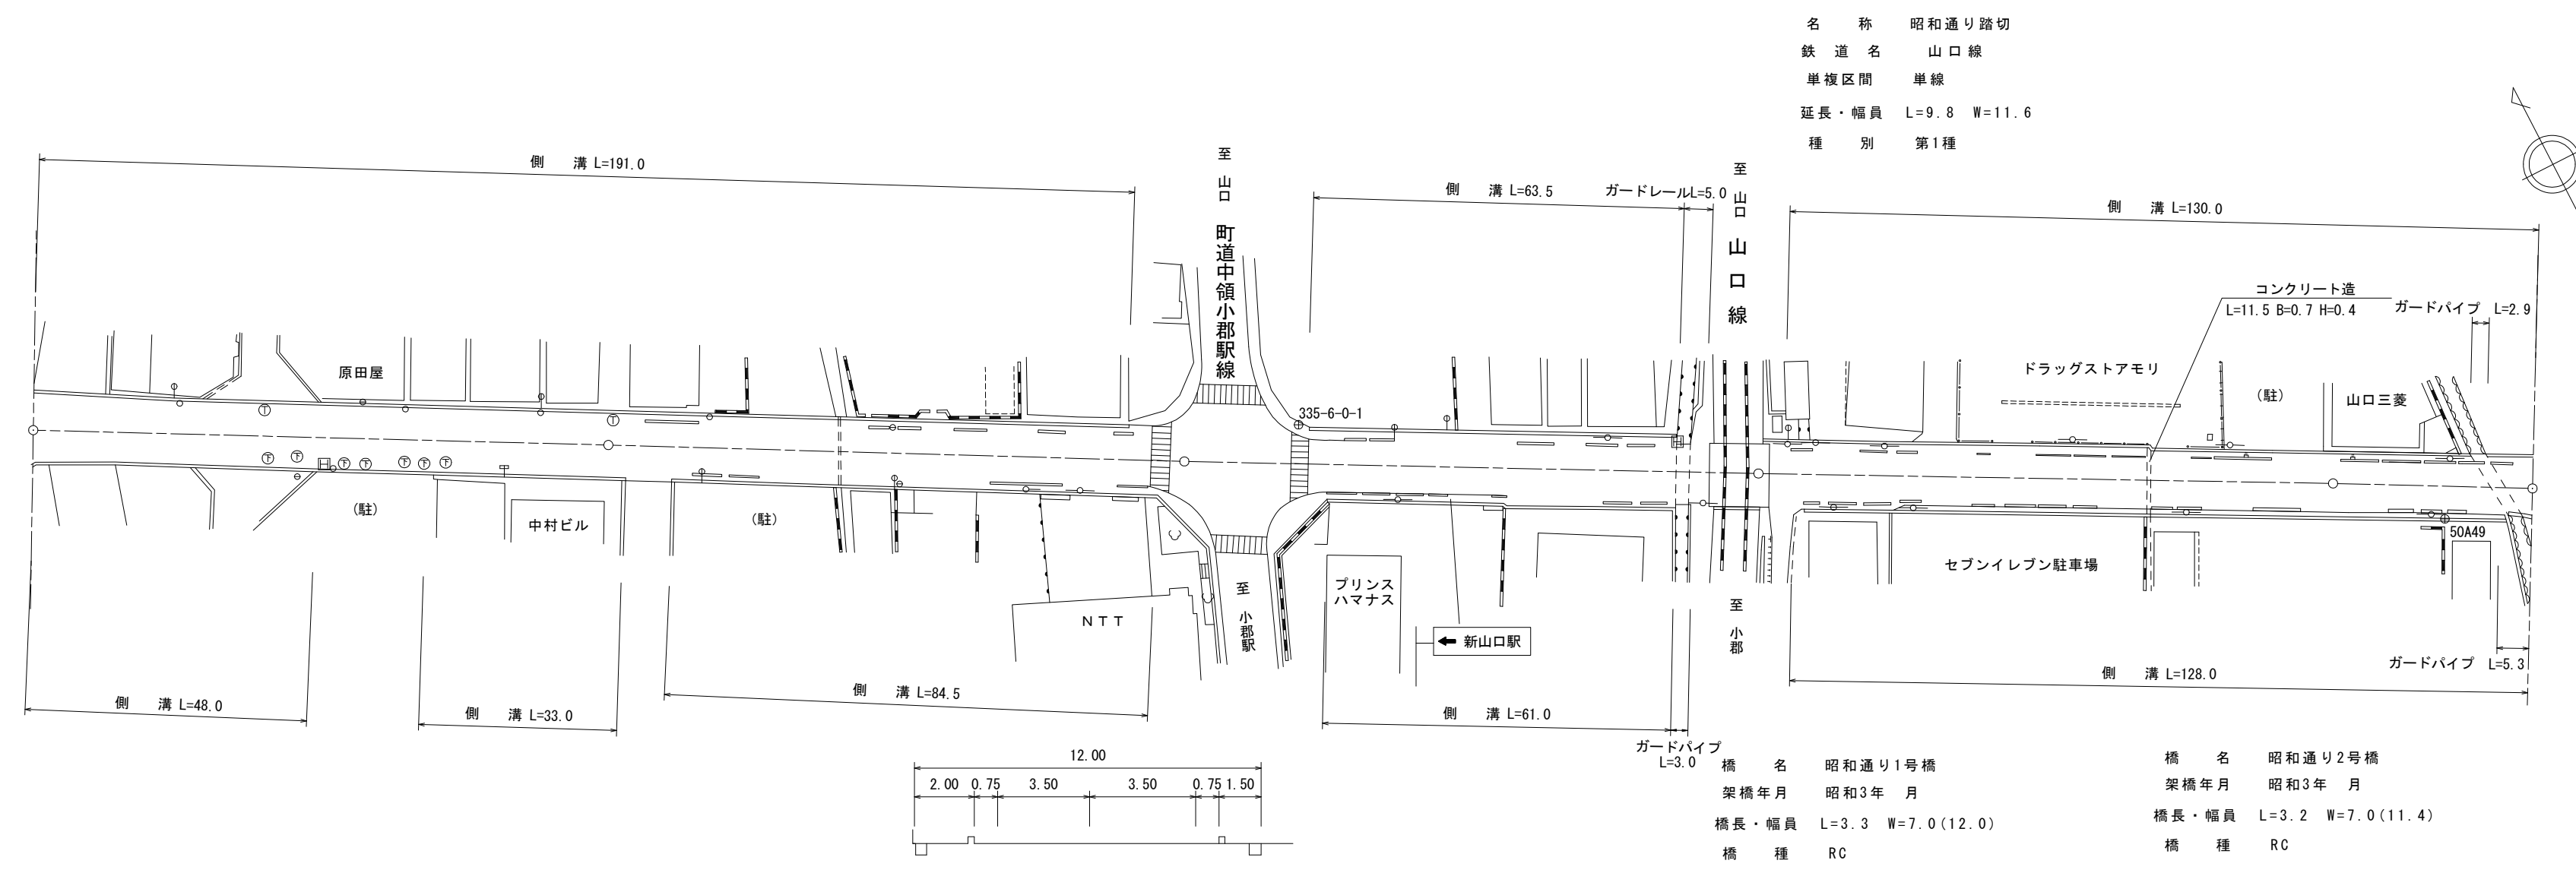 名　称　昭和通り踏切
鉄 道 名　山口線
単複区間　単線
延長・幅員　L=9.8　W=11.6
種　別　第1種
側　溝 L=191.0
至 山口
町道中領小郡駅線
側　溝 L=63.5
ガードレール L=5.0
至 山口
山口線
側　溝 L=130.0
コンクリート造
L=11.5 B=0.7 H=0.4
ガードパイプ L=2.9
原田屋
335-6-0-1
ドラッグストアモリ
(駐)
山口三菱
(駐)
中村ビル
(駐)
NTT
至 小郡駅
プリンス
ハマナス
新山口駅
至 小郡
セブンイレブン駐車場
50A49
ガードパイプ L=5.3
側　溝 L=48.0
側　溝 L=33.0
側　溝 L=84.5
側　溝 L=61.0
側　溝 L=128.0
ガードパイプ
L=3.0
12.00
2.00 0.75 3.50 3.50 0.75 1.50
橋　名　昭和通り1号橋
架橋年月　昭和3年　月
橋長・幅員　L=3.3　W=7.0(12.0)
橋　種　RC
橋　名　昭和通り2号橋
架橋年月　昭和3年　月
橋長・幅員　L=3.2　W=7.0(11.4)
橋　種　RC